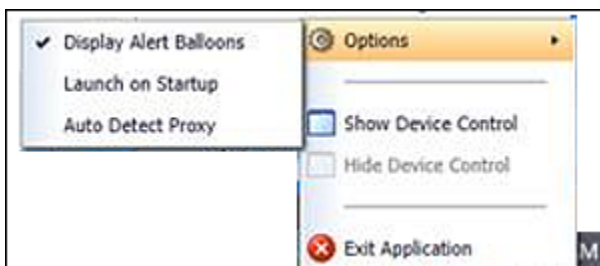 Display Alert Balloons
Launch on Startup
Auto Detect Proxy
Options
Show Device Control
Hide Device Control
Exit Application
M